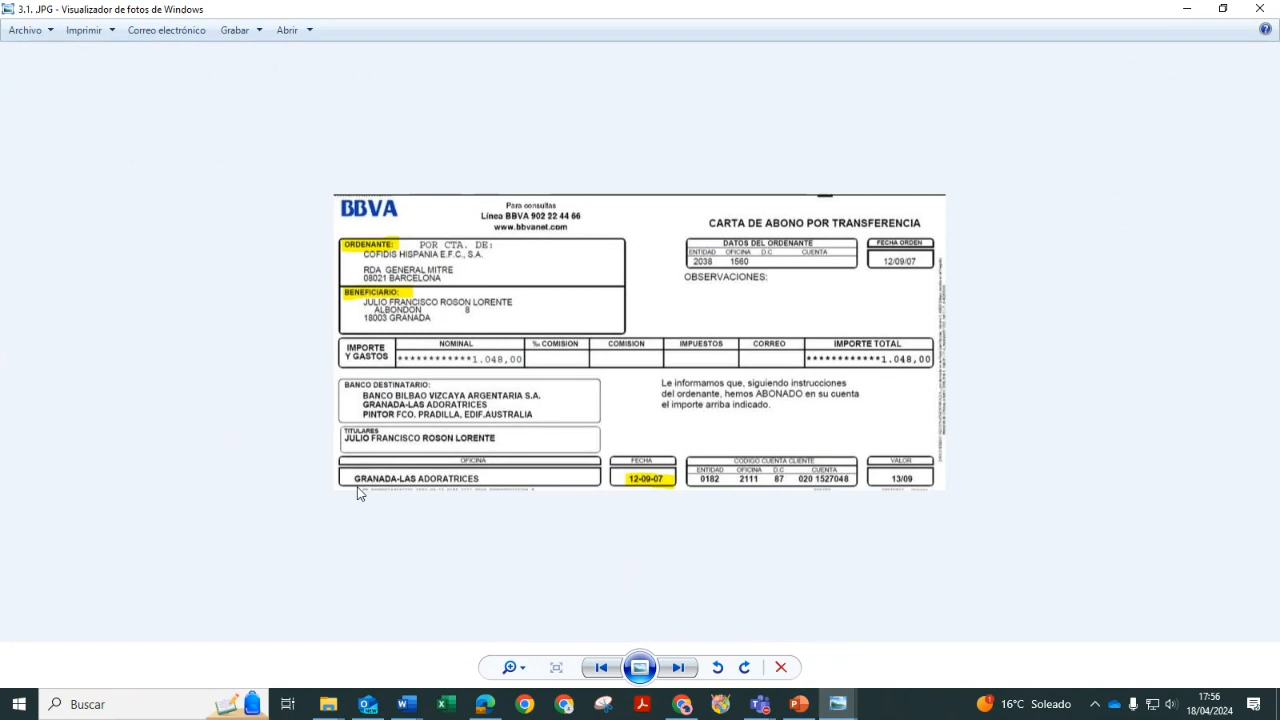 3.1. JPG - Visualizador de fotos de Windows
Archivo Imprimir Correo electrónico Grabar Abrir
BBVA
Para consultas
Línea BBVA 902 22 44 66
www.bbvanet.com
CARTA DE ABONO POR TRANSFERENCIA
ORDENANTE: POR CTA. DE:
COFIDIS HISPANIA E.F.C., S.A.
RDA GENERAL MITRE
08021 BARCELONA
DATOS DEL ORDENANTE
ENTIDAD OFICINA D.C CUENTA
2038 1560
FECHA ORDEN
12/09/07
OBSERVACIONES:
BENEFICIARIO:
JULIO FRANCISCO ROSON LORENTE
ALBONDON 8
18003 GRANADA
IMPORTE Y GASTOS
NOMINAL ‰ COMISION COMISION IMPUESTOS CORREO IMPORTE TOTAL
************1.048,00 ************1.048,00
BANCO DESTINATARIO:
BANCO BILBAO VIZCAYA ARGENTARIA S.A.
GRANADA-LAS ADORATRICES
PINTOR FCO. PRADILLA, EDIF.AUSTRALIA
Le informamos que, siguiendo instrucciones
del ordenante, hemos ABONADO en su cuenta
el importe arriba indicado.
TITULARES
JULIO FRANCISCO ROSON LORENTE
OFICINA
GRANADA-LAS ADORATRICES
FECHA
12-09-07
CODIGO CUENTA CLIENTE
ENTIDAD OFICINA D.C CUENTA
0182 2111 87 020 1527048
VALOR
13/09
Buscar
16°C Soleado
17:56
18/04/2024